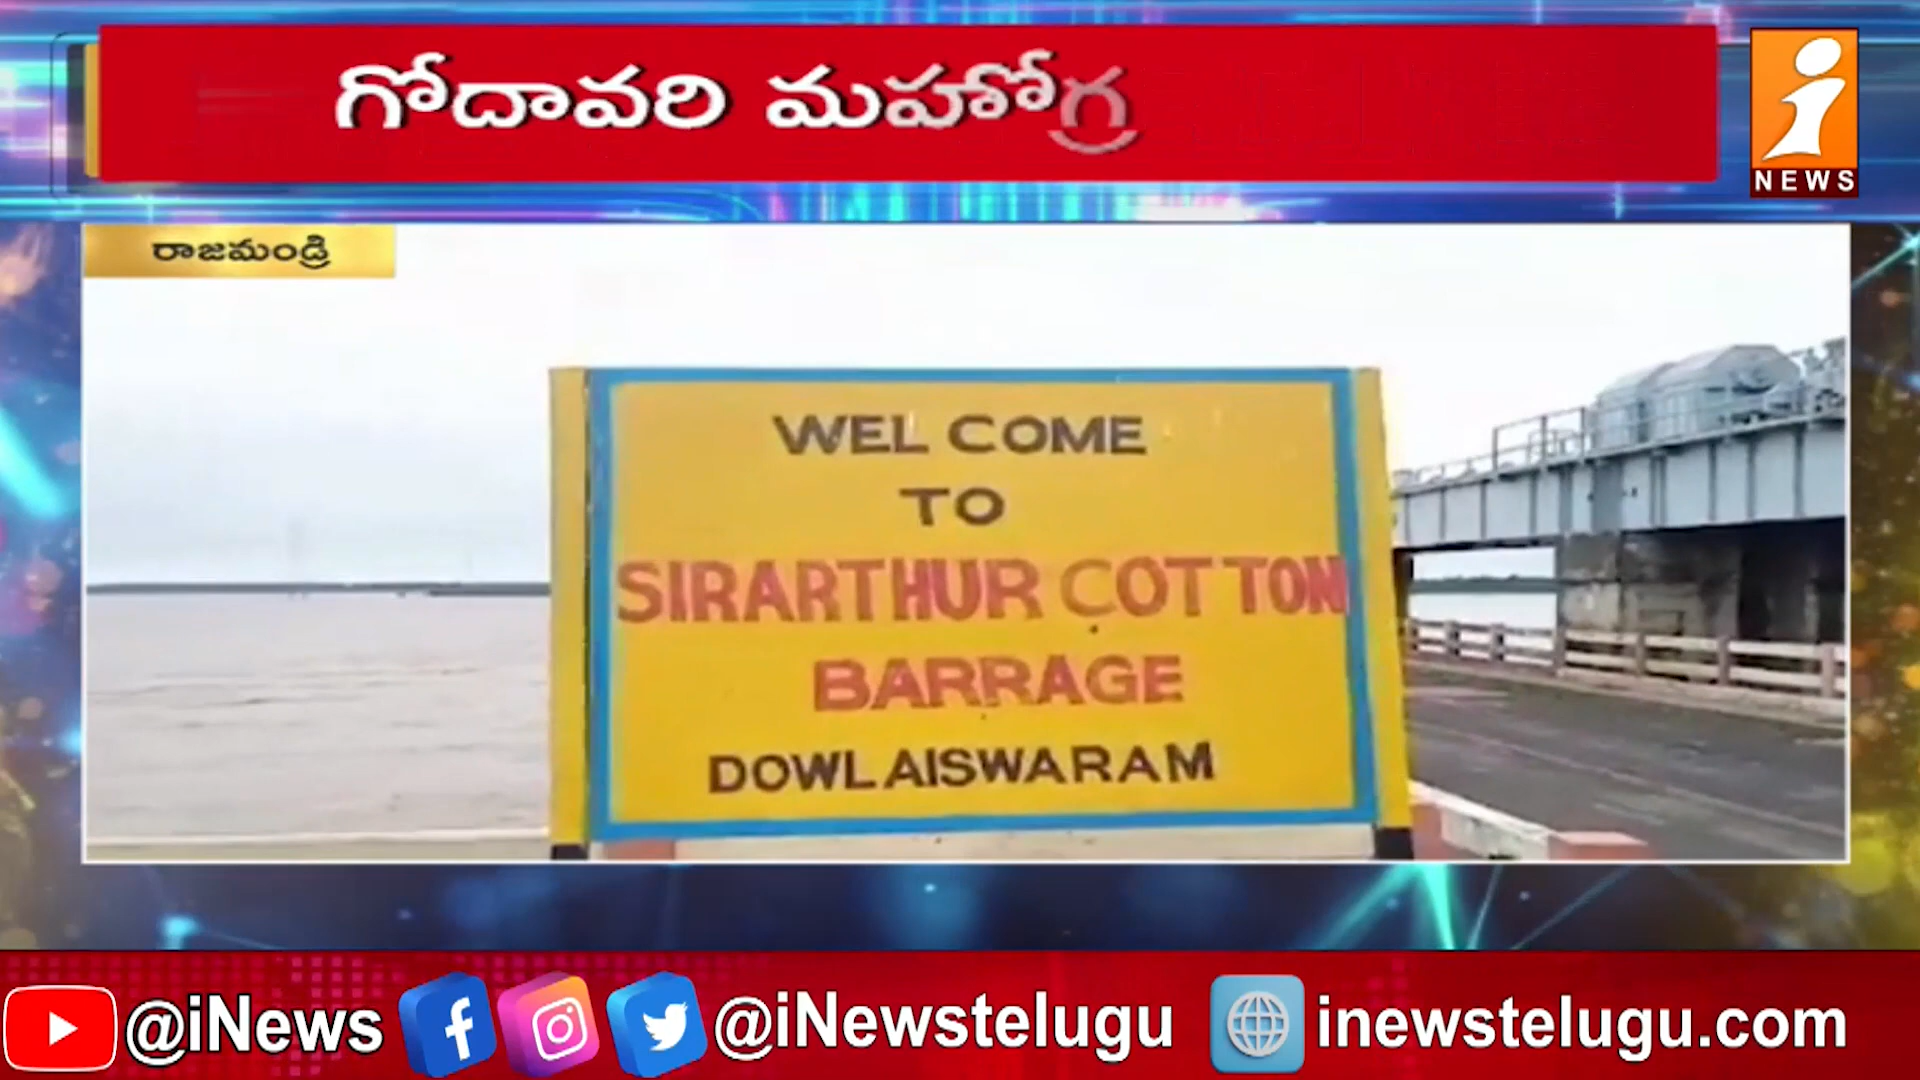 గోదావరి మహోగ్ర
i
NEWS
రాజమండ్రి
WEL COME
TO
SIRARTHUR COTTON
BARRAGE
DOWLAISWARAM
@iNews
@iNewstelugu
inewstelugu.com